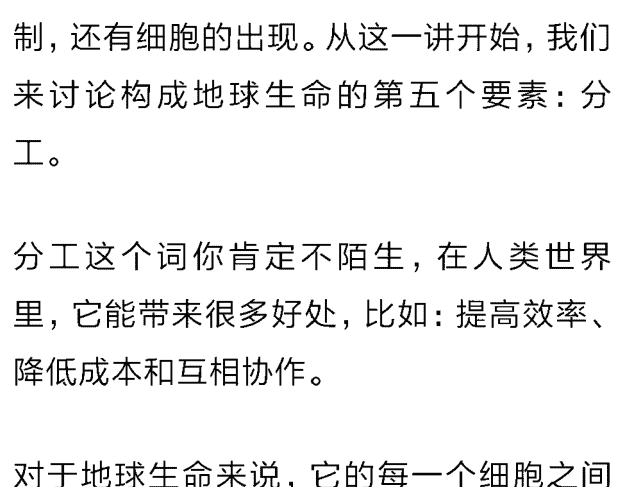 制，还有细胞的出现。从这一讲开始，我们
来讨论构成地球生命的第五个要素：分
工。
分工这个词你肯定不陌生，在人类世界
里，它能带来很多好处，比如：提高效率、
降低成本和互相协作。
对于地球生命来说，它的每一个细胞之间